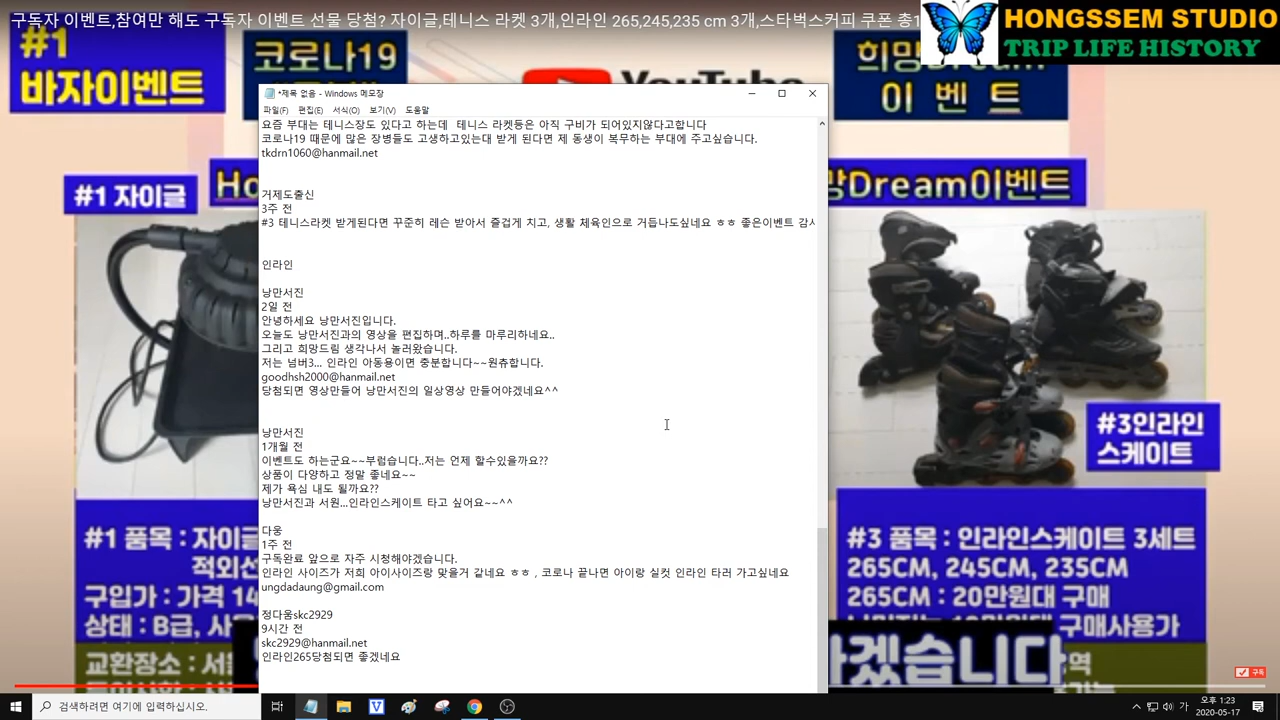 구독자 이벤트,참여만 해도 구독자 이벤트 선물 당첨? 자이글,테니스 라켓 3개,인라인 265,245,235 cm 3개,스타벅스커피 쿠폰 총1
HONGSSEM STUDIO
TRIP LIFE HISTORY
#1
바자이벤트
코로나19
YouTube
희망Dream
이 벤 트
*제목 없음 - Windows 메모장
파일(F) 편집(E) 서식(O) 보기(V) 도움말
요즘 부대는 테니스장도 있다고 하는데 테니스 라켓등은 아직 구비가 되어있지않다고합니다
코로나19 때문에 많은 장병들도 고생하고있는대 받게 된다면 제 동생이 복무하는 부대에 주고싶습니다.
tkdrn1060@hanmail.net
거제도출신
3주 전
#3 테니스라켓 받게된다면 꾸준히 레슨 받아서 즐겁게 치고, 생활 체육인으로 거듭나도싶네요 ㅎㅎ 좋은이벤트 감사
인라인
낭만서진
2일 전
안녕하세요 낭만서진입니다.
오늘도 낭만서진과의 영상을 편집하며..하루를 마루리하네요..
그리고 희망드림 생각나서 놀러왔습니다.
저는 넘버3... 인라인 아동용이면 충분합니다~~원츄합니다.
goodhsh2000@hanmail.net
당첨되면 영상만들어 낭만서진의 일상영상 만들어야겠네요^^
낭만서진
1개월 전
이벤트도 하는군요~~부럽습니다..저는 언제 할수있을까요??
상품이 다양하고 정말 좋네요~~
제가 욕심 내도 될까요??
낭만서진과 서원...인라인스케이트 타고 싶어요~~^^
다웅
1주 전
구독완료 앞으로 자주 시청해야겠습니다.
인라인 사이즈가 저희 아이사이즈랑 맞을거 같네요 ㅎㅎ , 코로나 끝나면 아이랑 실컷 인라인 타러 가고싶네요
ungdadaung@gmail.com
정다움skc2929
9시간 전
skc2929@hanmail.net
인라인265당첨되면 좋겠네요
#1 자이글
Ho
망Dream이벤트
#3인라인
스케이트
#1 품목 : 자이글
적외선
구입가 : 가격 14
상태 : B급, 사용
교환장소 : 서울
#3 품목 : 인라인스케이트 3세트
265CM, 245CM, 235CM
265CM : 20만원대 구매
구매사용가
겠습니다
역
구독
검색하려면 여기에 입력하십시오.
가
오후 1:23
2020-05-17